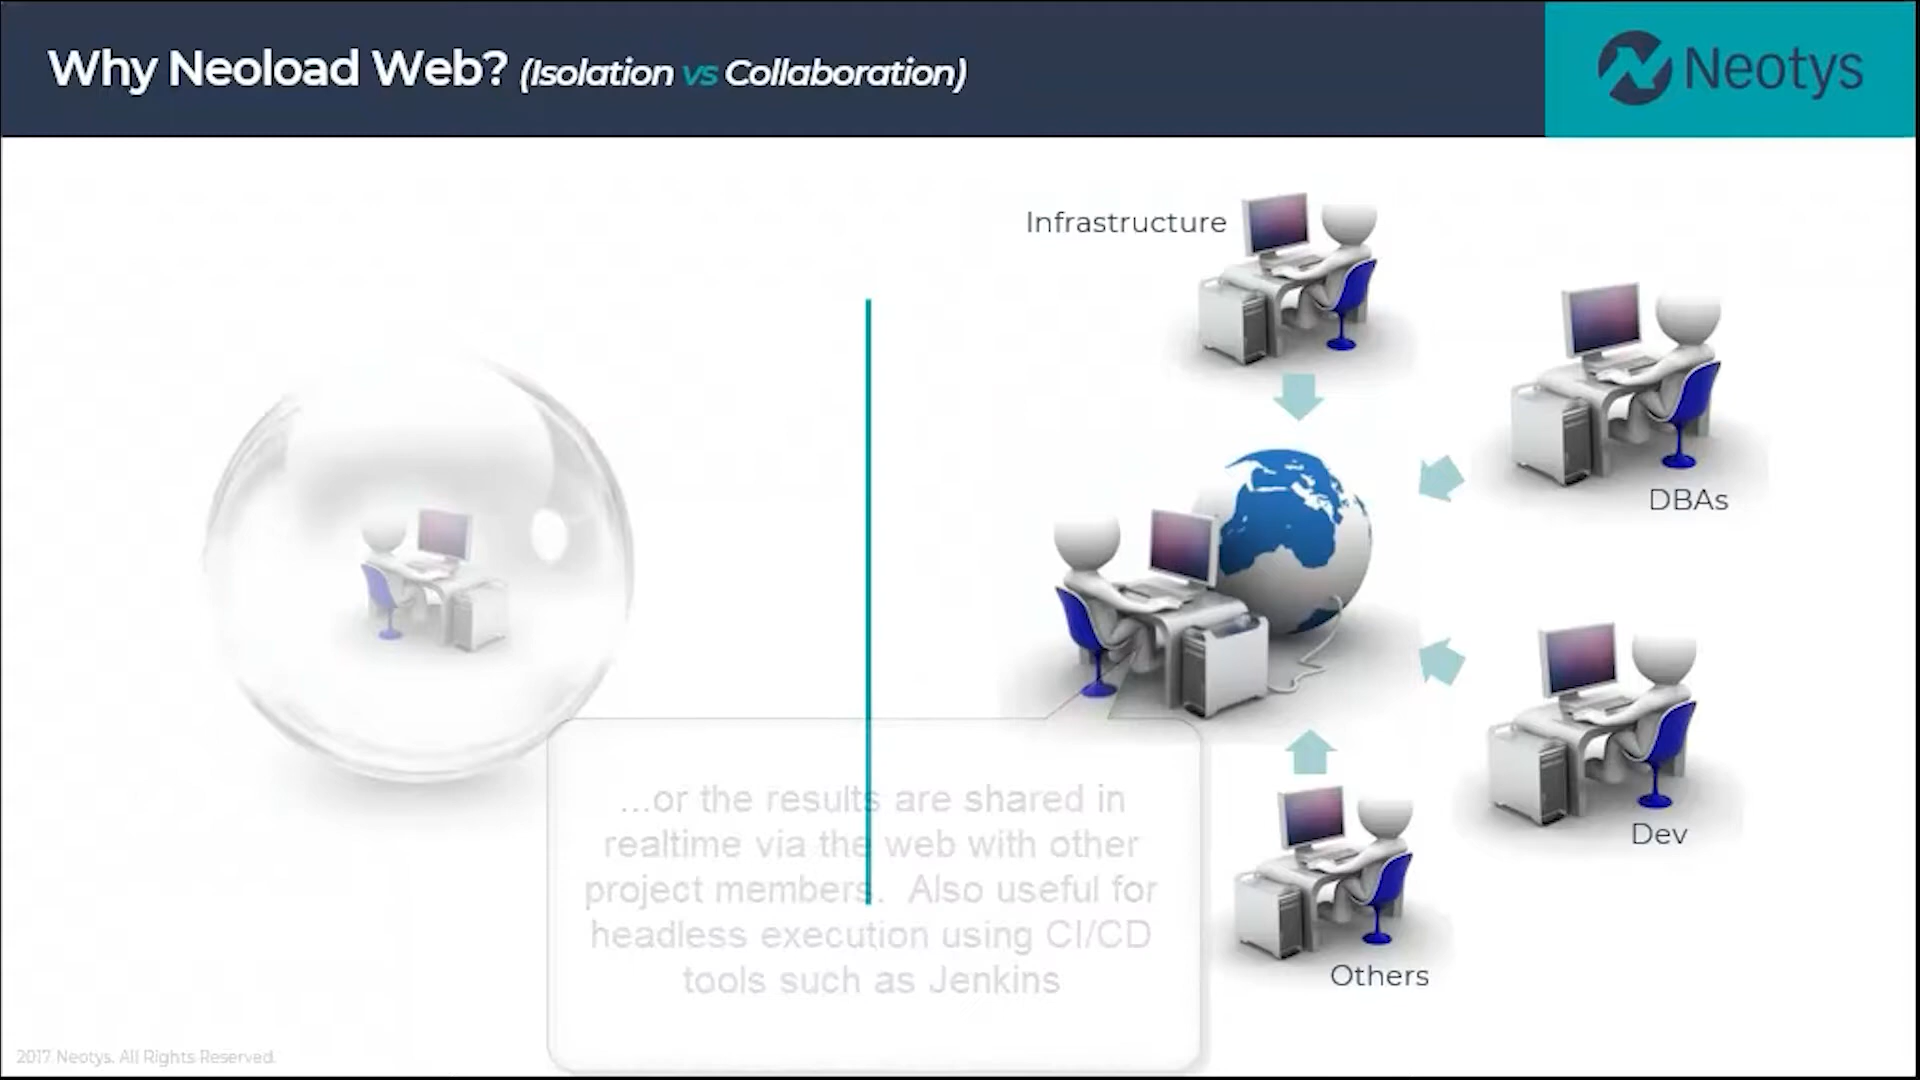 Why Neoload Web? (Isolation vs Collaboration)
Neotys
Infrastructure
DBAs
Dev
Others
...or the results are shared in
realtime via the web with other
project members.  Also useful for
headless execution using CI/CD
tools such as Jenkins
2017 Neotys. All Rights Reserved.